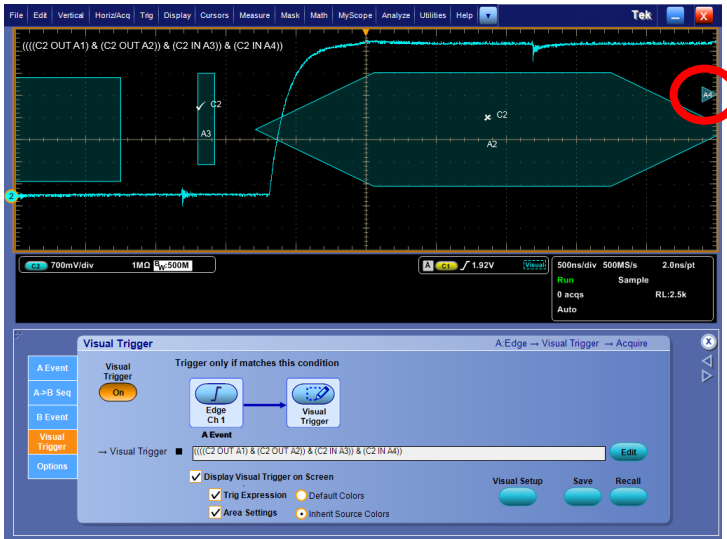 File Edit Vertical Horiz/Acq Trig Display Cursors Measure Mask Math MyScope Analyze Utilities Help Tek X
((((C2 OUT A1) & (C2 OUT A2)) & (C2 IN A3)) & (C2 IN A4))
A4
C2
C2
A3
A2
2
C2 700mV/div 1MΩ BW:500M
A C1 1.92V Visual
500ns/div 500MS/s 2.0ns/pt
Run Sample
0 acqs RL:2.5k
Auto
Visual Trigger
A:Edge → Visual Trigger → Acquire
X
A Event
A->B Seq
B Event
Visual
Trigger
Options
Visual
Trigger
On
Trigger only if matches this condition
Edge
Ch 1
Visual
Trigger
A Event
→ Visual Trigger
((((C2 OUT A1) & (C2 OUT A2)) & (C2 IN A3)) & (C2 IN A4))
Edit
Display Visual Trigger on Screen
Trig Expression Default Colors
Area Settings Inherit Source Colors
Visual Setup Save Recall